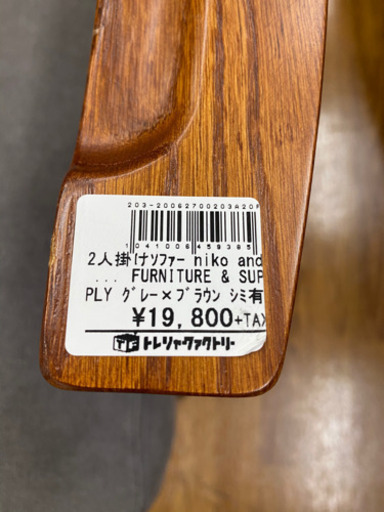 203-20062700203A20F
1041006459385
2人掛けソファー niko and
... FURNITURE & SUP
PLY グレー×ブラウン シミ有
¥19,800+TAX
トレジャーファクトリー